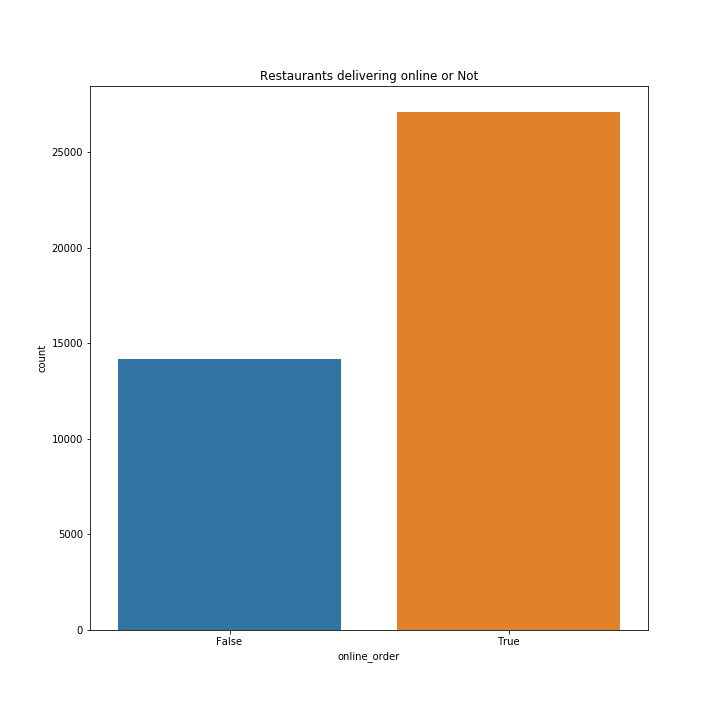 Restaurants delivering online or Not
25000
20000
15000
10000
5000
0
count
False
True
online_order